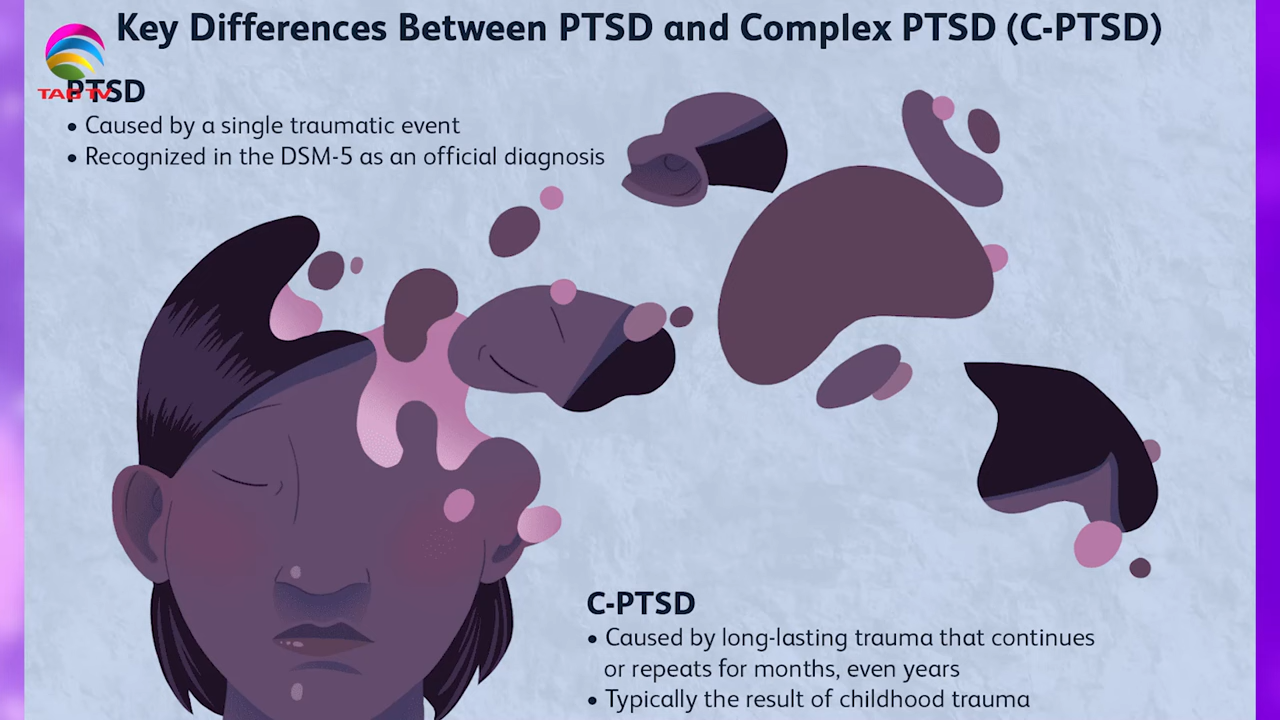 Key Differences Between PTSD and Complex PTSD (C-PTSD)
TAG TV
PTSD
• Caused by a single traumatic event
• Recognized in the DSM-5 as an official diagnosis
C-PTSD
• Caused by long-lasting trauma that continues
or repeats for months, even years
• Typically the result of childhood trauma